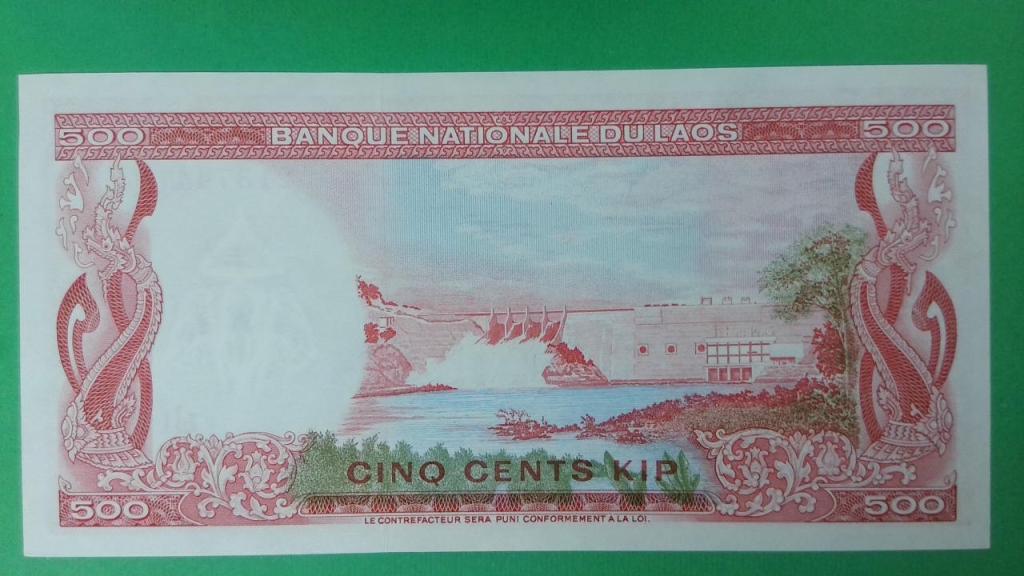 500 BANQUE NATIONALE DU LAOS 500
CINQ CENTS KIP
500 500
LE CONTREFACTEUR SERA PUNI CONFORMEMENT A LA LOI.